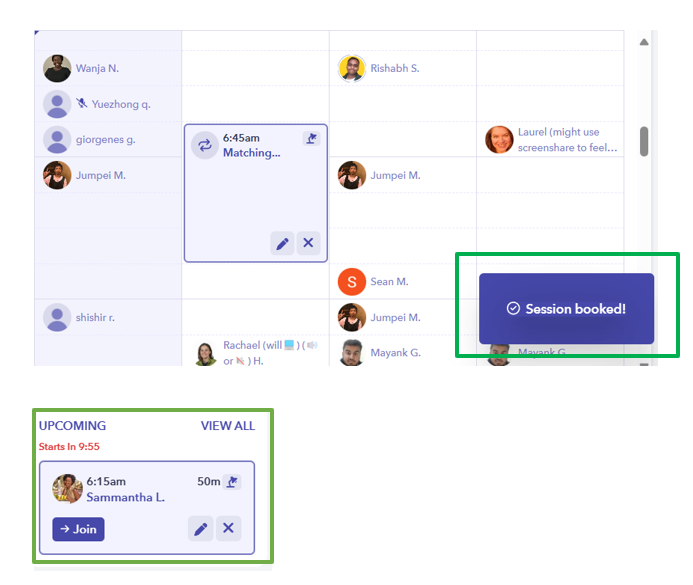 Wanja N.
Rishabh S.
Yuezhong q.
giorgenes g.
6:45am
Matching...
Laurel (might use
screenshare to feel...
Jumpei M.
Jumpei M.
S
Sean M.
Session booked!
shishir r.
Jumpei M.
Rachael (will 💻) (🔊
or 🔇) H.
Mayank G.
Mayank G.
UPCOMING
VIEW ALL
Starts In 9:55
6:15am
50m
Sammantha L.
→ Join